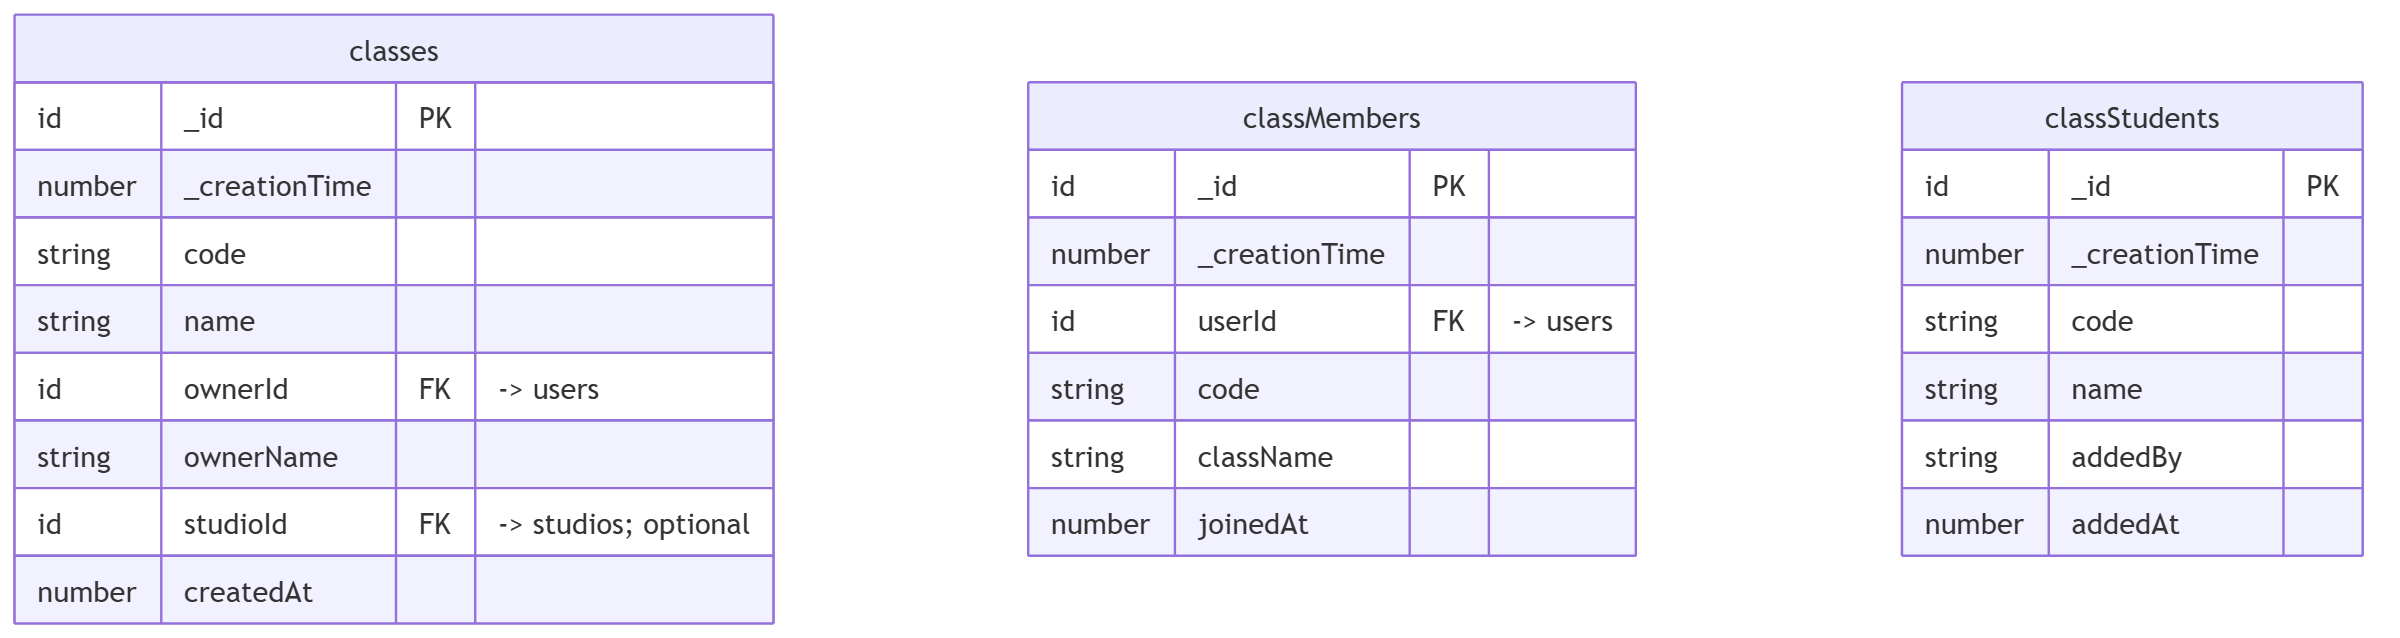 classes
id _id PK
number _creationTime
string code
string name
id ownerId FK -> users
string ownerName
id studioId FK -> studios; optional
number createdAt
classMembers
id _id PK
number _creationTime
id userId FK -> users
string code
string className
number joinedAt
classStudents
id _id PK
number _creationTime
string code
string name
string addedBy
number addedAt